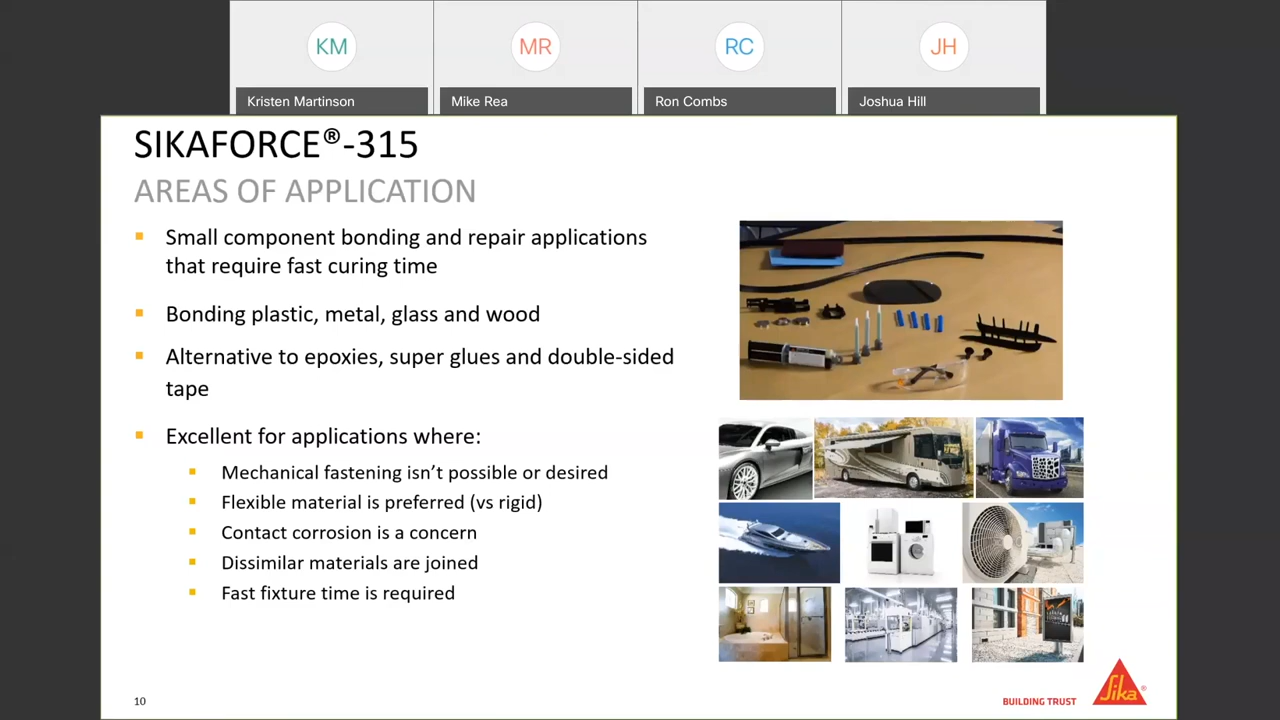 KM
MR
RC
JH
Kristen Martinson
Mike Rea
Ron Combs
Joshua Hill
SIKAFORCE®-315
AREAS OF APPLICATION
Small component bonding and repair applications
that require fast curing time
Bonding plastic, metal, glass and wood
Alternative to epoxies, super glues and double-sided
tape
Excellent for applications where:
Mechanical fastening isn’t possible or desired
Flexible material is preferred (vs rigid)
Contact corrosion is a concern
Dissimilar materials are joined
Fast fixture time is required
10
BUILDING TRUST
Sika®